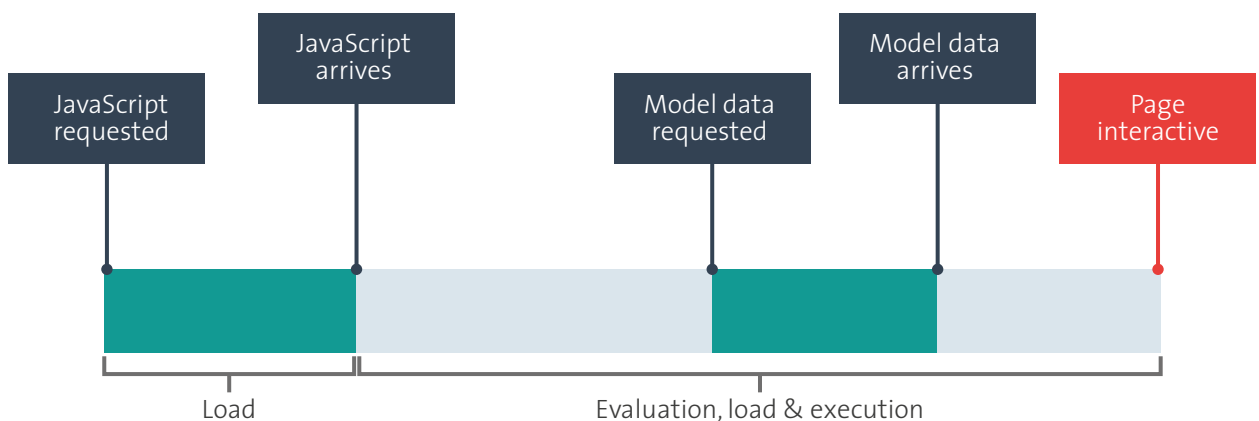 JavaScript
requested
JavaScript
arrives
Model data
requested
Model data
arrives
Page
interactive
Load
Evaluation, load & execution